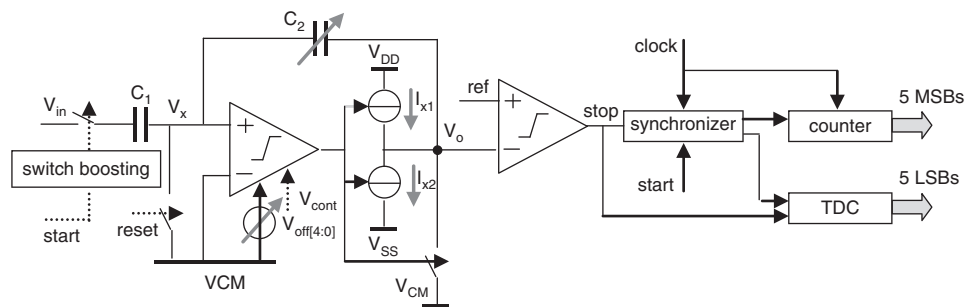 C2
clock
VDD
ref
5 MSBs
Vin
C1
Vx
Ix1
stop
synchronizer
counter
Vo
switch boosting
start
5 LSBs
Ix2
Vcont
TDC
start
reset
Voff[4:0]
VSS
VCM
VCM